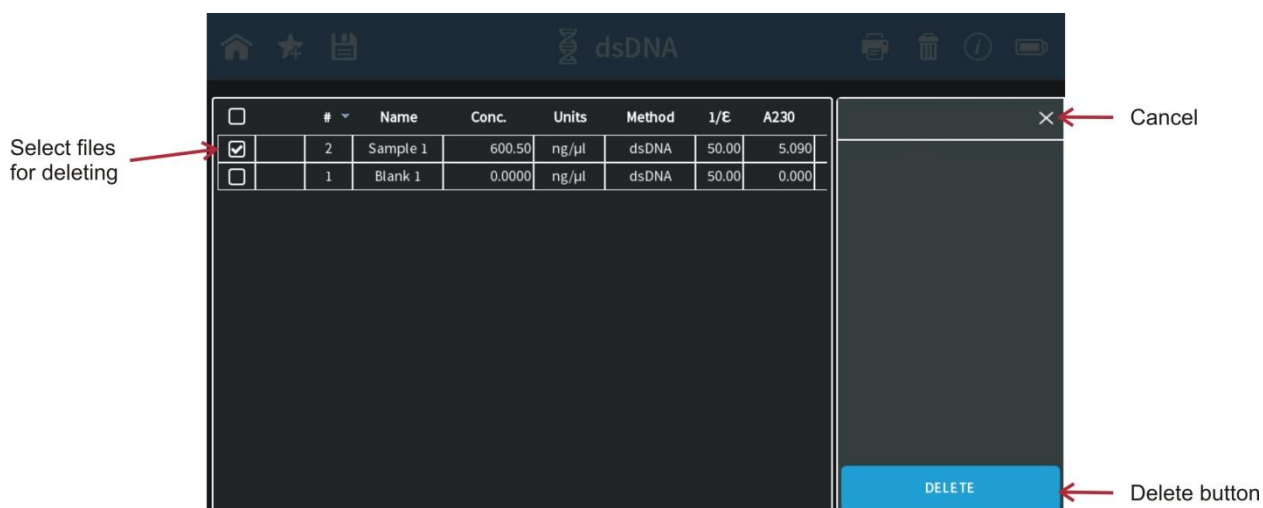 dsDNA
# Name Conc. Units Method 1/ε A230
2 Sample 1 600.50 ng/µl dsDNA 50.00 5.090
1 Blank 1 0.0000 ng/µl dsDNA 50.00 0.000
Select files
for deleting
Cancel
DELETE
Delete button